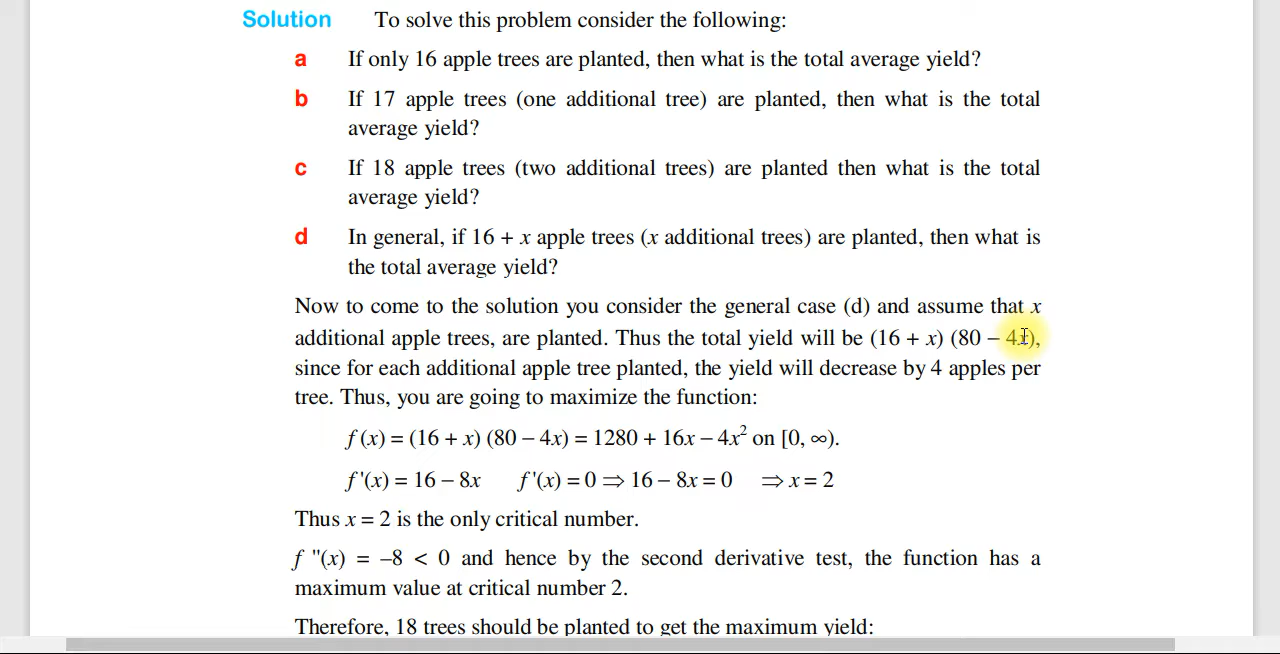 Solution To solve this problem consider the following:
a If only 16 apple trees are planted, then what is the total average yield?
b If 17 apple trees (one additional tree) are planted, then what is the total
average yield?
c If 18 apple trees (two additional trees) are planted then what is the total
average yield?
d In general, if 16 + x apple trees (x additional trees) are planted, then what is
the total average yield?
Now to come to the solution you consider the general case (d) and assume that x
additional apple trees, are planted. Thus the total yield will be (16 + x) (80 – 4x),
since for each additional apple tree planted, the yield will decrease by 4 apples per
tree. Thus, you are going to maximize the function:
f (x) = (16 + x) (80 – 4x) = 1280 + 16x – 4x² on [0, ∞).
f '(x) = 16 – 8x f '(x) = 0 ⇒ 16 – 8x = 0 ⇒ x = 2
Thus x = 2 is the only critical number.
f "(x) = –8 < 0 and hence by the second derivative test, the function has a
maximum value at critical number 2.
Therefore, 18 trees should be planted to get the maximum yield: